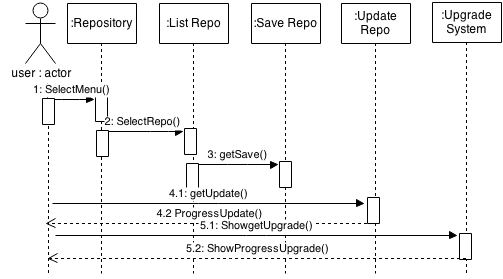 :Repository
:List Repo
:Save Repo
:Update
Repo
:Upgrade
System
user : actor
1: SelectMenu()
2: SelectRepo()
3: getSave()
4.1: getUpdate()
4.2 ProgressUpdate()
5.1: ShowgetUpgrade()
5.2: ShowProgressUpgrade()